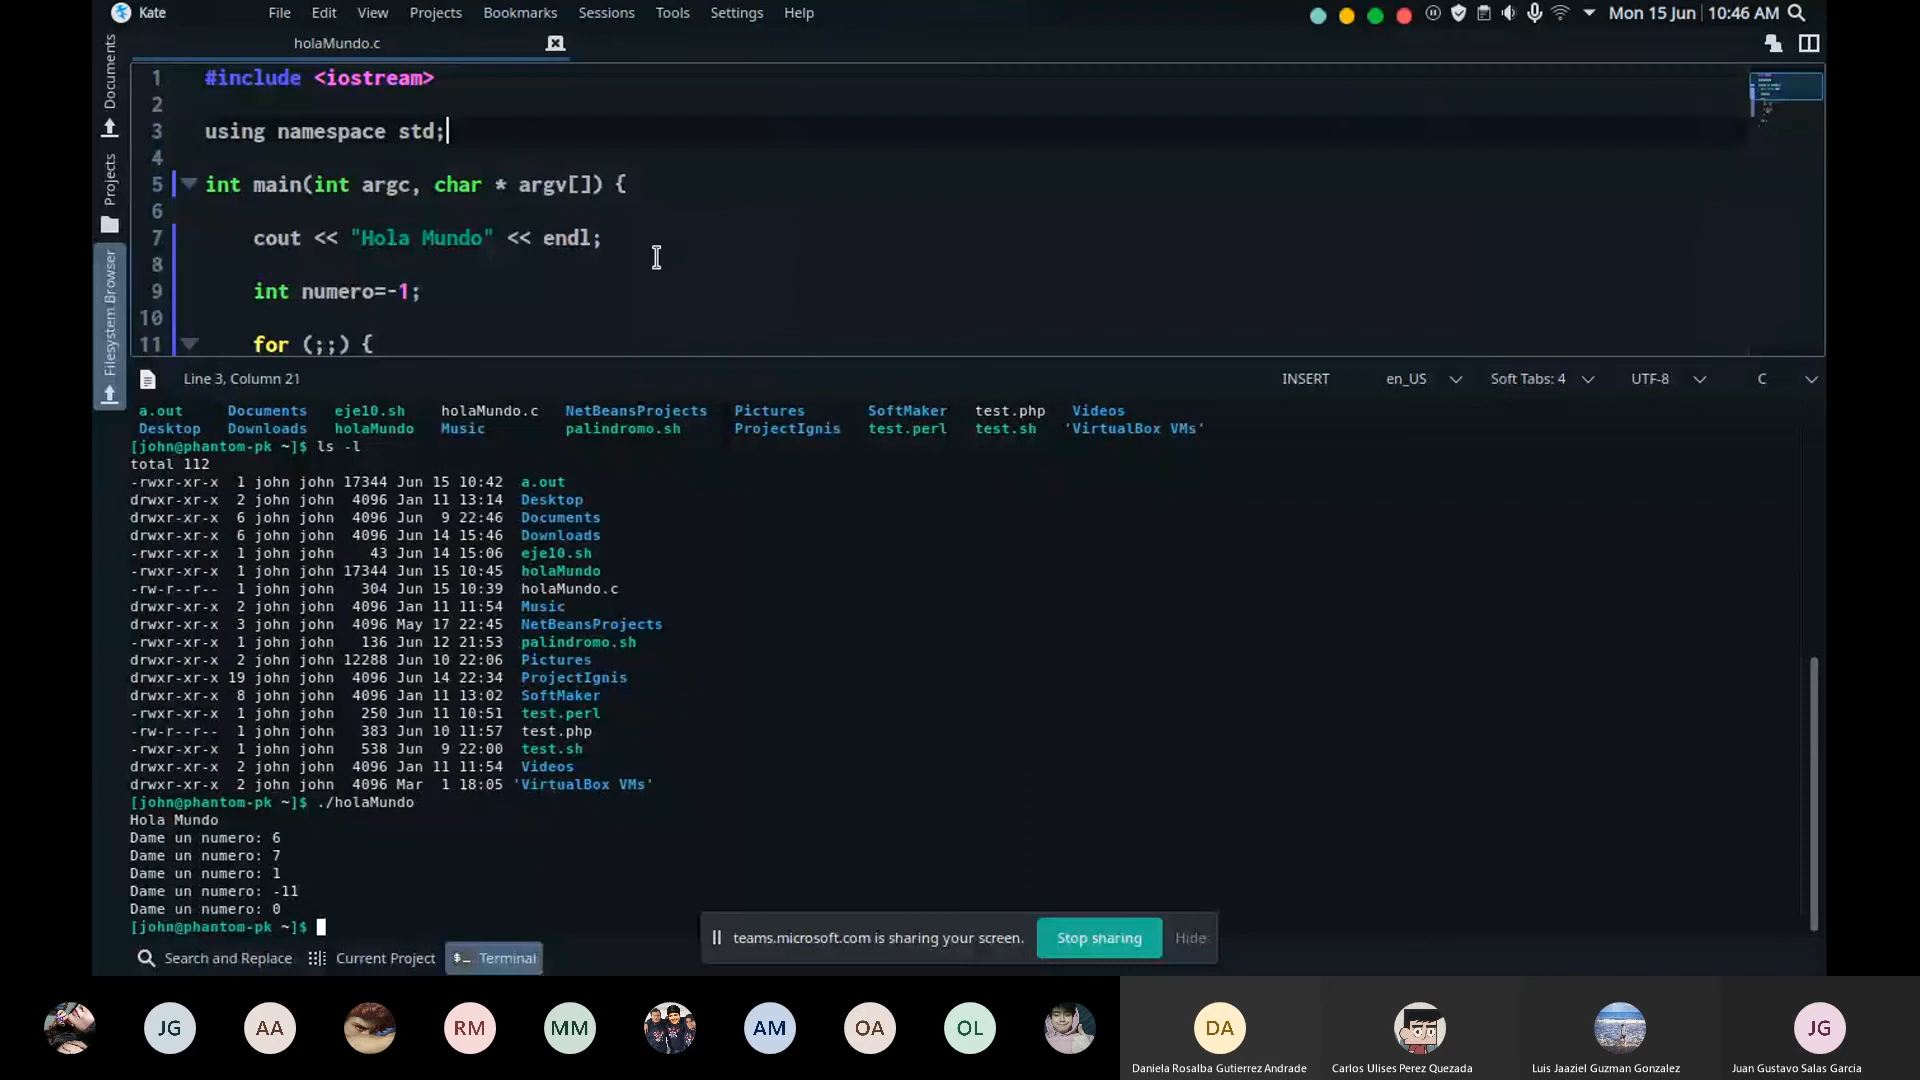 Kate File Edit View Projects Bookmarks Sessions Tools Settings Help Mon 15 Jun 10:46 AM
holaMundo.c
Documents
Projects
Filesystem Browser
1 #include <iostream>
2
3 using namespace std;
4
5 int main(int argc, char * argv[]) {
6
7 cout << "Hola Mundo" << endl;
8
9 int numero=-1;
10
11 for (;;) {
Line 3, Column 21 INSERT en_US Soft Tabs: 4 UTF-8 C
a.out Documents eje10.sh holaMundo.c NetBeansProjects Pictures SoftMaker test.php Videos
Desktop Downloads holaMundo Music palindromo.sh ProjectIgnis test.perl test.sh 'VirtualBox VMs'
[john@phantom-pk ~]$ ls -l
total 112
-rwxr-xr-x 1 john john 17344 Jun 15 10:42 a.out
drwxr-xr-x 2 john john 4096 Jan 11 13:14 Desktop
drwxr-xr-x 6 john john 4096 Jun 9 22:46 Documents
drwxr-xr-x 6 john john 4096 Jun 14 15:46 Downloads
-rwxr-xr-x 1 john john 43 Jun 14 15:06 eje10.sh
-rwxr-xr-x 1 john john 17344 Jun 15 10:45 holaMundo
-rw-r--r-- 1 john john 304 Jun 15 10:39 holaMundo.c
drwxr-xr-x 2 john john 4096 Jan 11 11:54 Music
drwxr-xr-x 3 john john 4096 May 17 22:45 NetBeansProjects
-rwxr-xr-x 1 john john 136 Jun 12 21:53 palindromo.sh
drwxr-xr-x 2 john john 12288 Jun 10 22:06 Pictures
drwxr-xr-x 19 john john 4096 Jun 14 22:34 ProjectIgnis
drwxr-xr-x 8 john john 4096 Jan 11 13:02 SoftMaker
-rwxr-xr-x 1 john john 250 Jun 11 10:51 test.perl
-rw-r--r-- 1 john john 383 Jun 10 11:57 test.php
-rwxr-xr-x 1 john john 538 Jun 9 22:00 test.sh
drwxr-xr-x 2 john john 4096 Jan 11 11:54 Videos
drwxr-xr-x 2 john john 4096 Mar 1 18:05 'VirtualBox VMs'
[john@phantom-pk ~]$ ./holaMundo
Hola Mundo
Dame un numero: 6
Dame un numero: 7
Dame un numero: 1
Dame un numero: -11
Dame un numero: 0
[john@phantom-pk ~]$
teams.microsoft.com is sharing your screen. Stop sharing Hide
Search and Replace Current Project Terminal
JG AA RM MM AM OA OL DA JG
Daniela Rosalba Gutierrez Andrade Carlos Ulises Perez Quezada Luis Jaaziel Guzman Gonzalez Juan Gustavo Salas Garcia